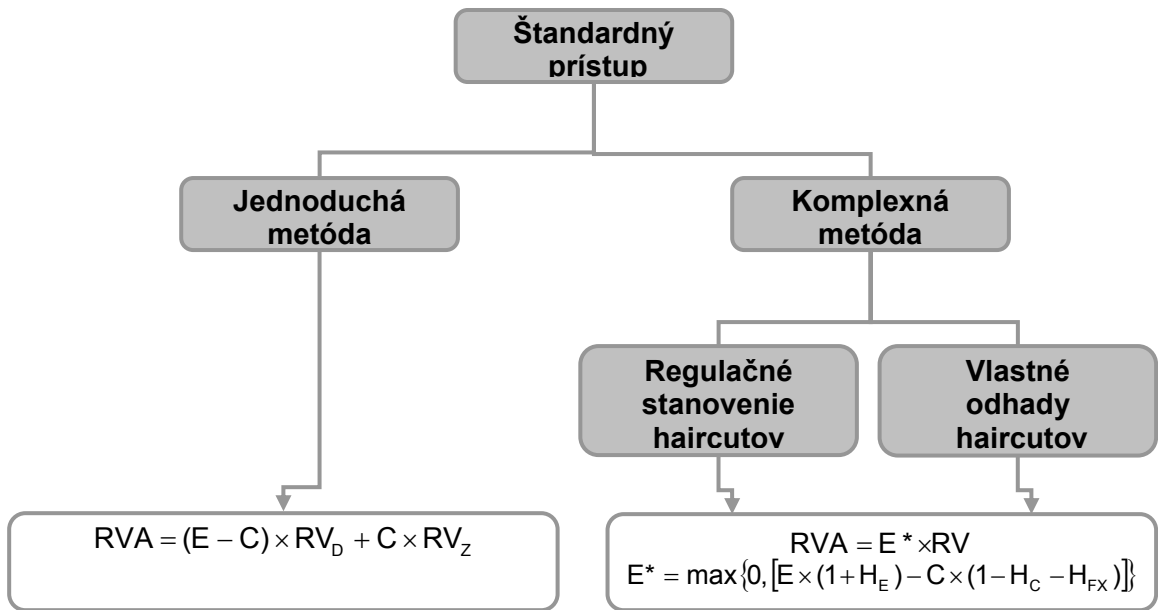 Štandardný
prístup
Jednoduchá
metóda
Komplexná
metóda
Regulačné
stanovenie
haircutov
Vlastné
odhady
haircutov
RVA = (E − C) × RV_D + C × RV_Z
RVA = E * ×RV
E* = max{0, [E × (1 + H_E) − C × (1 − H_C − H_FX)]}